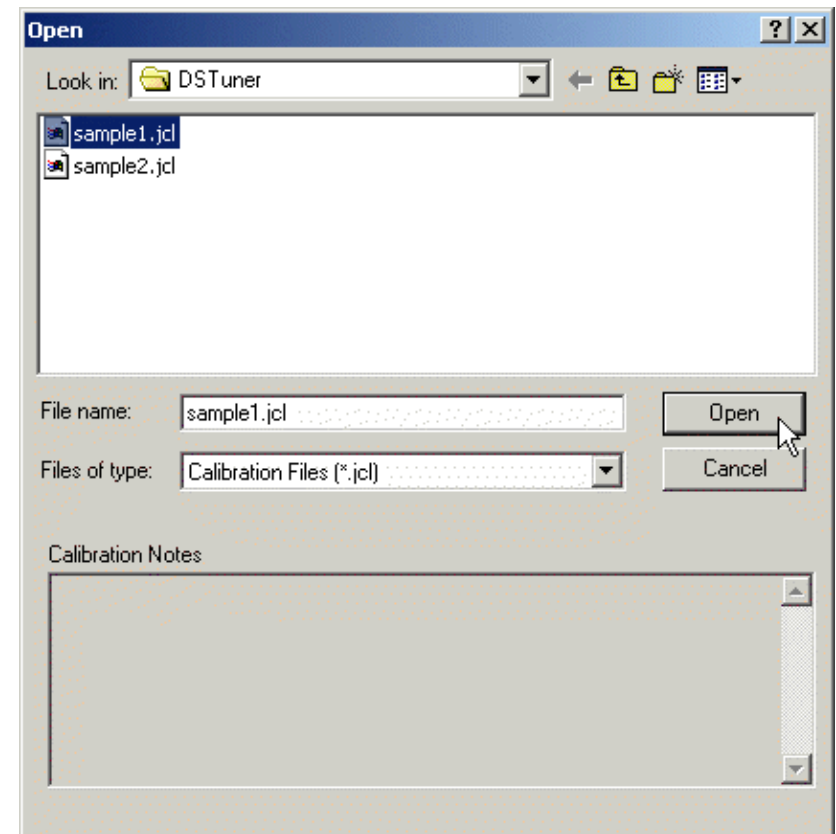 Open
Look in: DSTuner
sample1.jcl
sample2.jcl
File name: sample1.jcl Open
Files of type: Calibration Files (*.jcl) Cancel
Calibration Notes